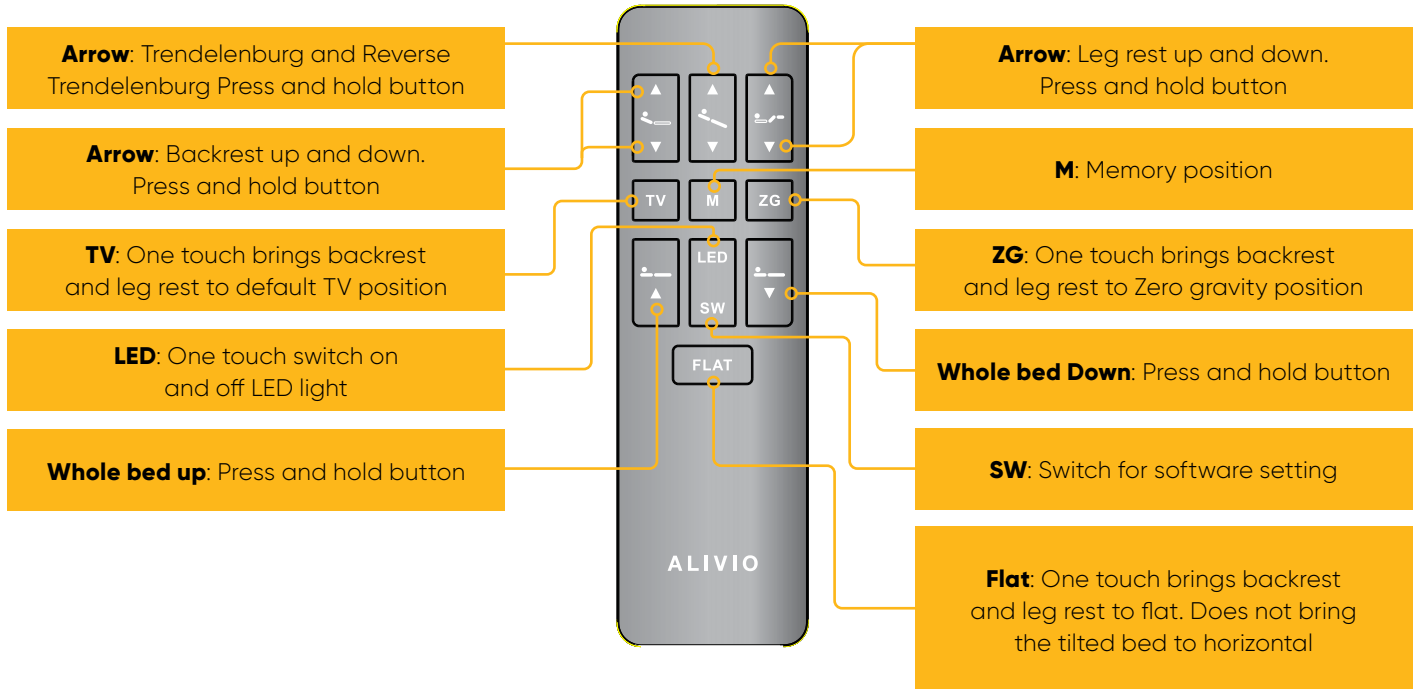 Arrow: Trendelenburg and Reverse
Trendelenburg Press and hold button
Arrow: Backrest up and down.
Press and hold button
TV: One touch brings backrest
and leg rest to default TV position
LED: One touch switch on
and off LED light
Whole bed up: Press and hold button
TV
M
ZG
LED
SW
FLAT
ALIVIO
Arrow: Leg rest up and down.
Press and hold button
M: Memory position
ZG: One touch brings backrest
and leg rest to Zero gravity position
Whole bed Down: Press and hold button
SW: Switch for software setting
Flat: One touch brings backrest
and leg rest to flat. Does not bring
the tilted bed to horizontal